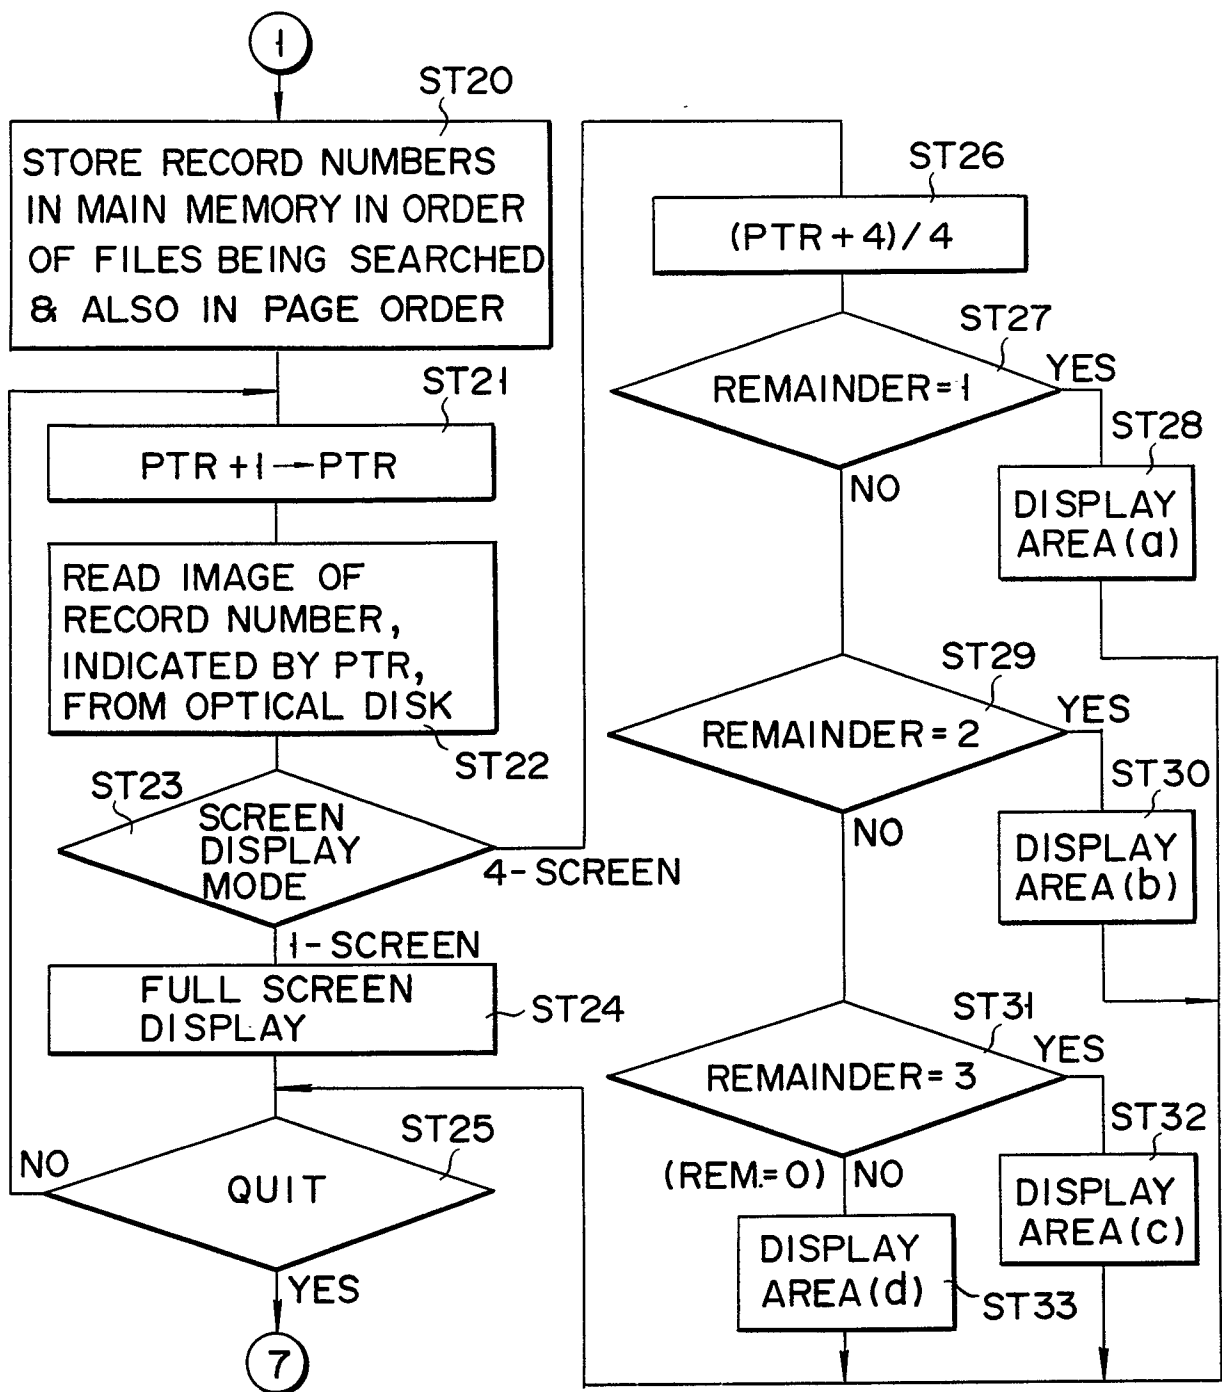 1
ST20
STORE RECORD NUMBERS
IN MAIN MEMORY IN ORDER
OF FILES BEING SEARCHED
& ALSO IN PAGE ORDER
ST21
PTR+1→PTR
READ IMAGE OF
RECORD NUMBER,
INDICATED BY PTR,
FROM OPTICAL DISK
ST22
ST23
SCREEN
DISPLAY
MODE
4-SCREEN
1-SCREEN
FULL SCREEN
DISPLAY
ST24
ST25
NO
QUIT
YES
7
ST26
(PTR+4)/4
ST27
REMAINDER=1
YES
NO
ST28
DISPLAY
AREA(a)
ST29
REMAINDER=2
YES
NO
ST30
DISPLAY
AREA(b)
ST31
REMAINDER=3
YES
(REM.=0) NO
ST32
DISPLAY
AREA(c)
DISPLAY
AREA(d)
ST33